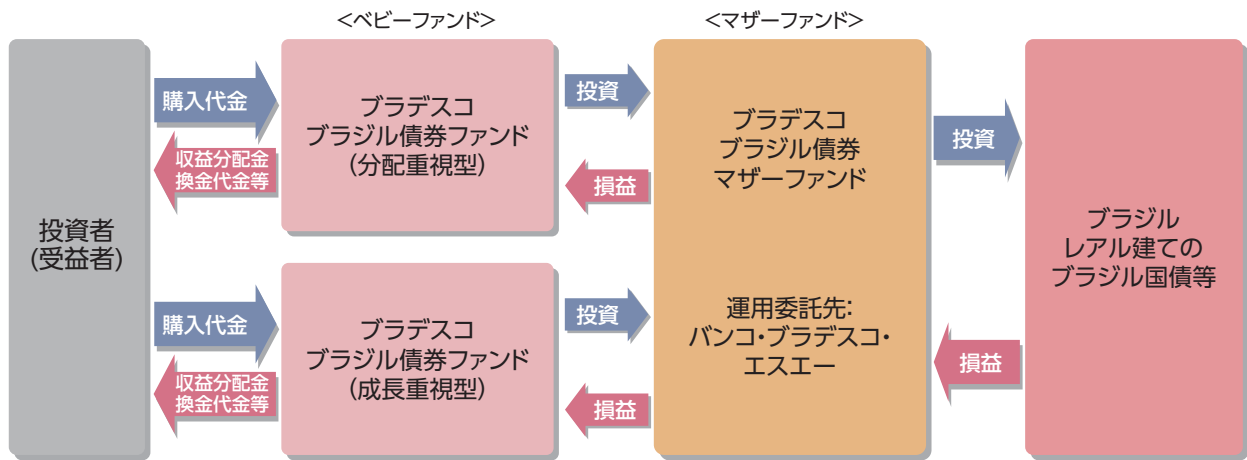 <ベビーファンド>
<マザーファンド>
投資者
(受益者)
購入代金
収益分配金
換金代金等
ブラデスコ
ブラジル債券ファンド
(分配重視型)
投資
損益
購入代金
収益分配金
換金代金等
ブラデスコ
ブラジル債券ファンド
(成長重視型)
投資
損益
ブラデスコ
ブラジル債券
マザーファンド
運用委託先:
バンコ・ブラデスコ・
エスエー
投資
損益
ブラジル
レアル建ての
ブラジル国債等